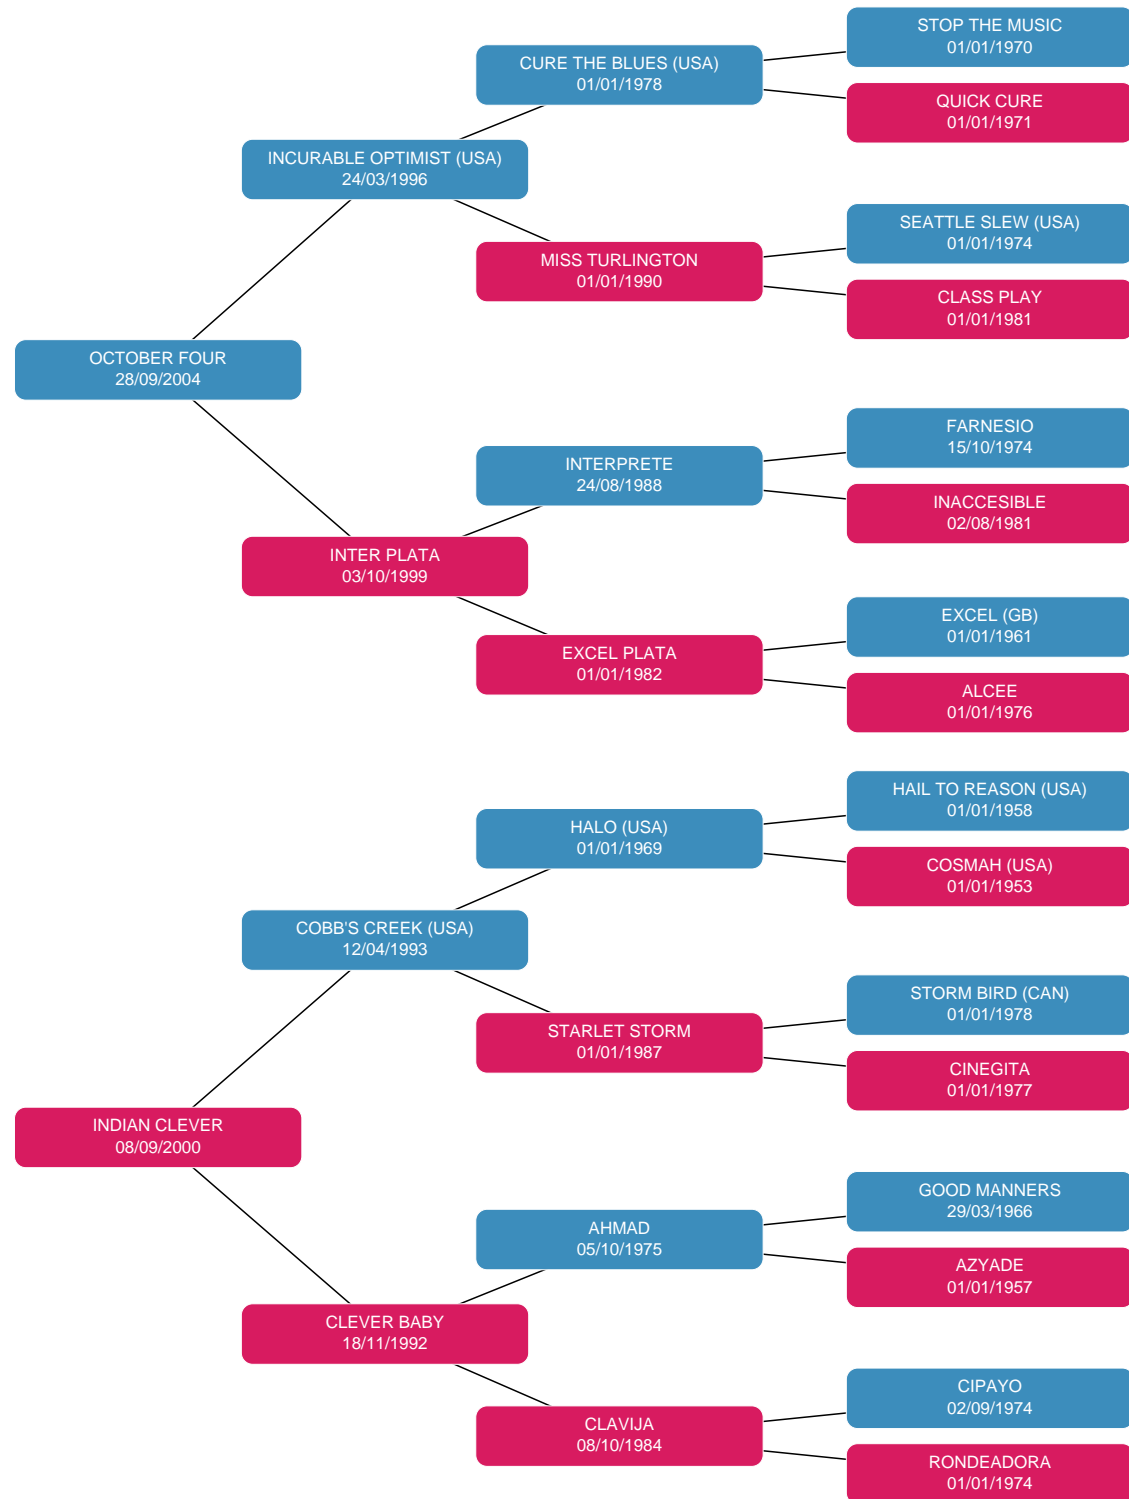 STOP THE MUSIC
01/01/1970
CURE THE BLUES (USA)
01/01/1978
QUICK CURE
01/01/1971
INCURABLE OPTIMIST (USA)
24/03/1996
SEATTLE SLEW (USA)
01/01/1974
MISS TURLINGTON
01/01/1990
CLASS PLAY
01/01/1981
OCTOBER FOUR
28/09/2004
FARNESIO
15/10/1974
INTERPRETE
24/08/1988
INACCESIBLE
02/08/1981
INTER PLATA
03/10/1999
EXCEL (GB)
01/01/1961
EXCEL PLATA
01/01/1982
ALCEE
01/01/1976
HAIL TO REASON (USA)
01/01/1958
HALO (USA)
01/01/1969
COSMAH (USA)
01/01/1953
COBB'S CREEK (USA)
12/04/1993
STORM BIRD (CAN)
01/01/1978
STARLET STORM
01/01/1987
CINEGITA
01/01/1977
INDIAN CLEVER
08/09/2000
GOOD MANNERS
29/03/1966
AHMAD
05/10/1975
AZYADE
01/01/1957
CLEVER BABY
18/11/1992
CIPAYO
02/09/1974
CLAVIJA
08/10/1984
RONDEADORA
01/01/1974